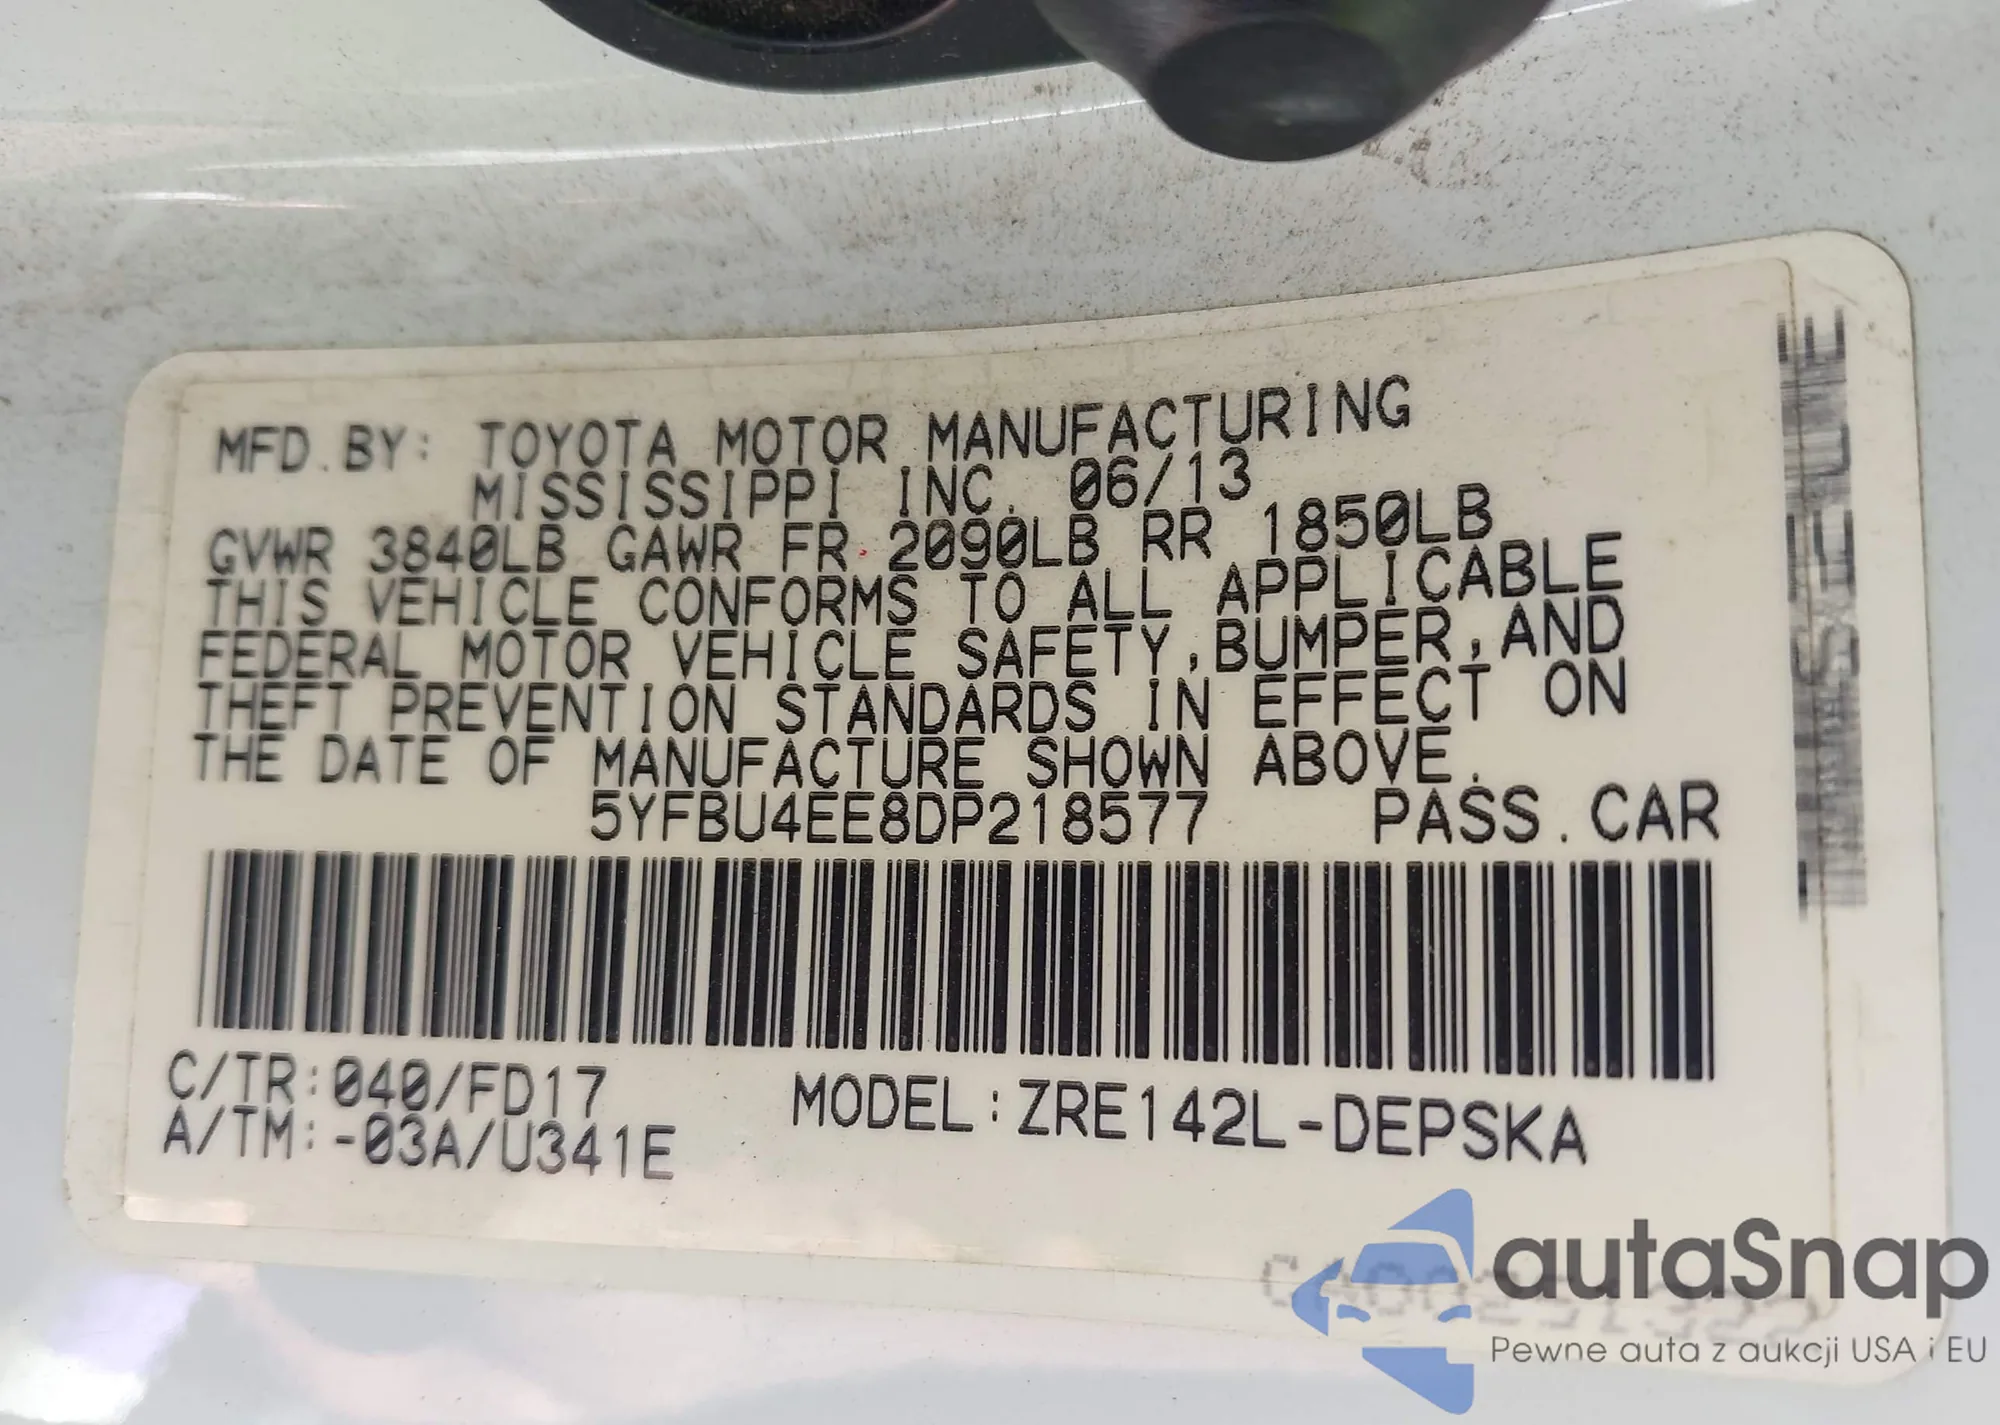 MFD.BY: TOYOTA MOTOR MANUFACTURING
MISSISSIPPI INC. 06/13
GVWR 3840LB GAWR FR 2090LB RR 1850LB
THIS VEHICLE CONFORMS TO ALL APPLICABLE
FEDERAL MOTOR VEHICLE SAFETY,BUMPER,AND
THEFT PREVENTION STANDARDS IN EFFECT ON
THE DATE OF MANUFACTURE SHOWN ABOVE.
5YFBU4EE8DP218577 PASS.CAR
C/TR:040/FD17
A/TM:-03A/U341E
MODEL:ZRE142L-DEPSKA
autaSnap
Pewne auta z aukcji USA i EU